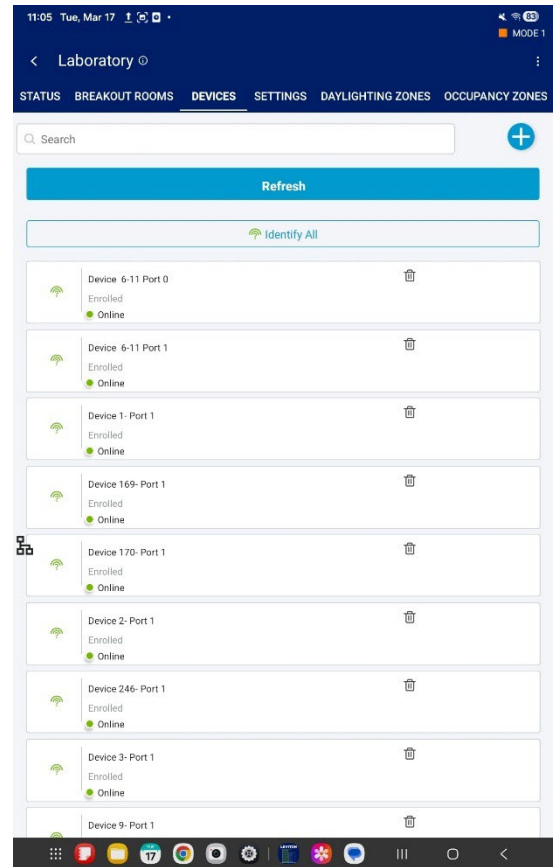 11:05 Tue, Mar 17
83
MODE 1
Laboratory
STATUS BREAKOUT ROOMS DEVICES SETTINGS DAYLIGHTING ZONES OCCUPANCY ZONES
Search
Refresh
Identify All
Device 6-11 Port 0
Enrolled
Online
Device 6-11 Port 1
Enrolled
Online
Device 1- Port 1
Enrolled
Online
Device 169- Port 1
Enrolled
Online
Device 170- Port 1
Enrolled
Online
Device 2- Port 1
Enrolled
Online
Device 246- Port 1
Enrolled
Online
Device 3- Port 1
Enrolled
Online
Device 9- Port 1
17